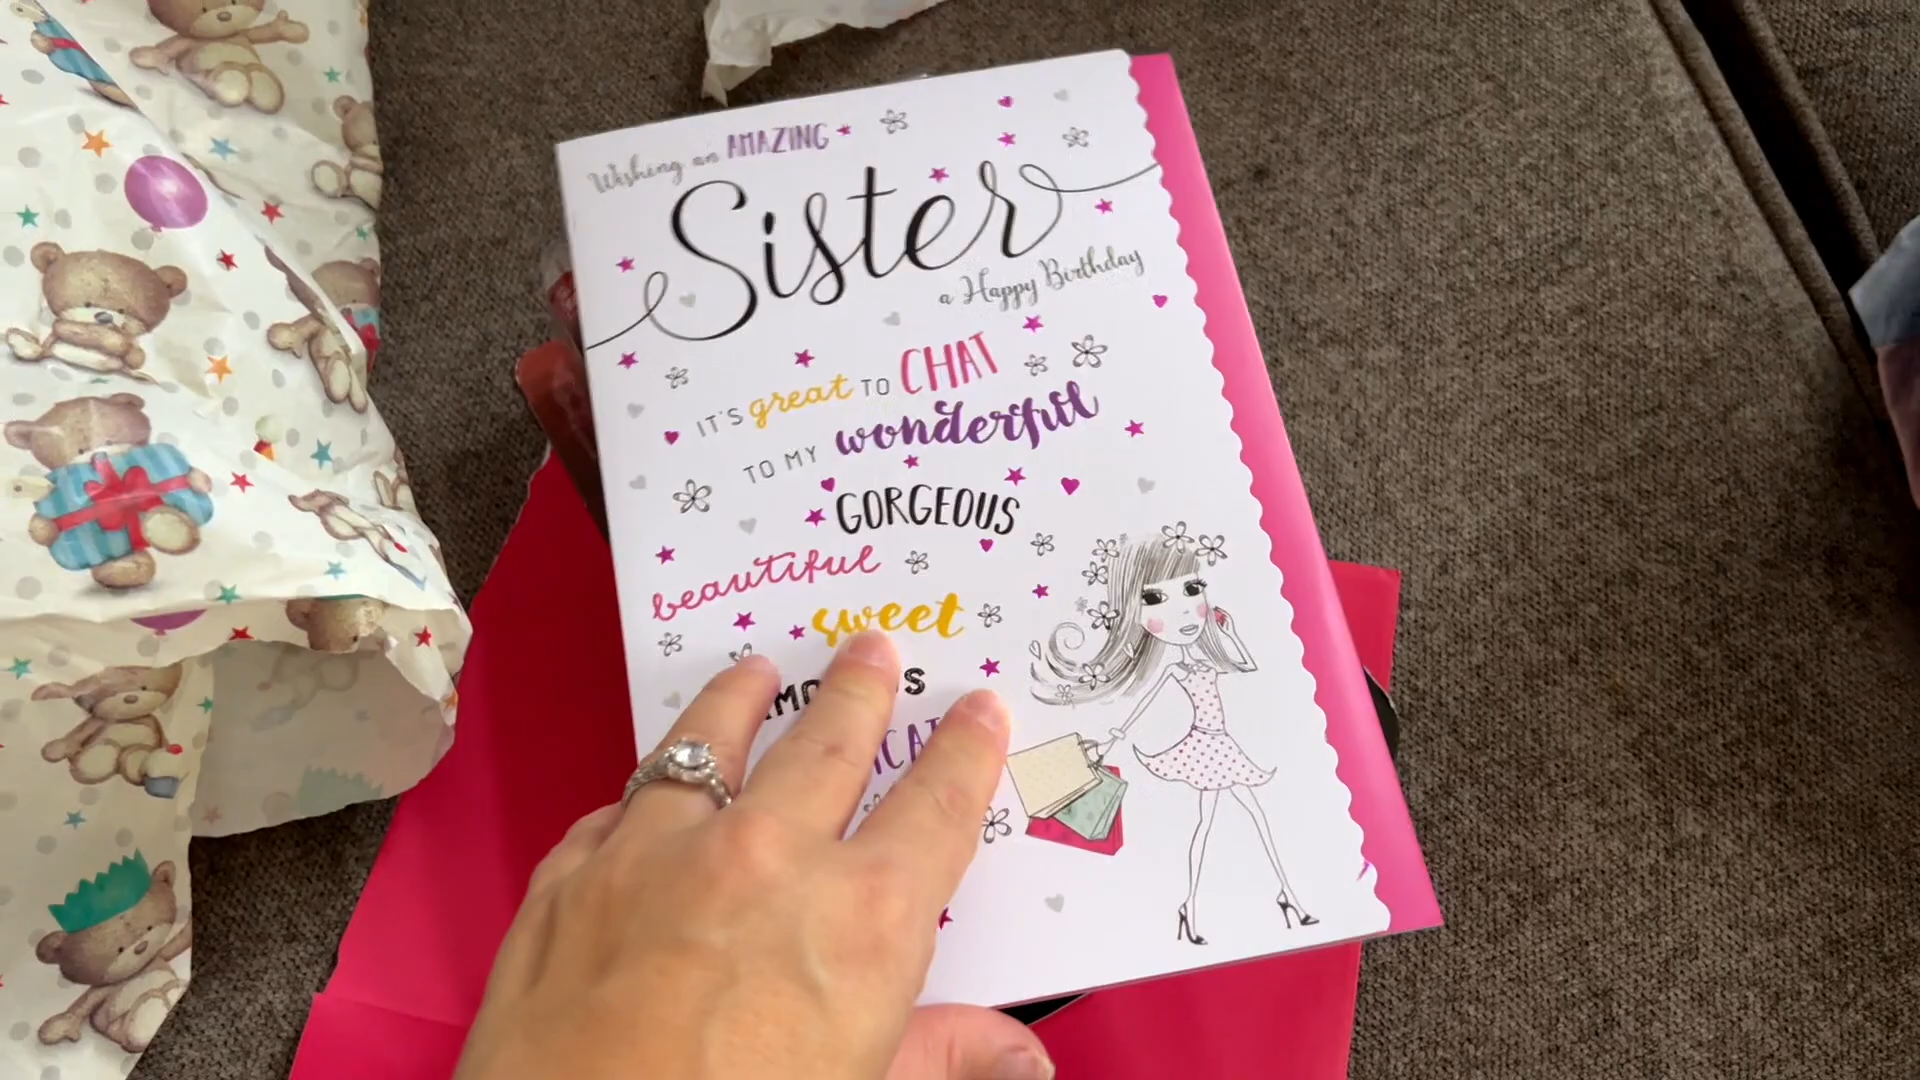 Wishing an AMAZING
Sister
a Happy Birthday
IT'S great TO CHAT
TO MY wonderful
GORGEOUS
beautiful
sweet